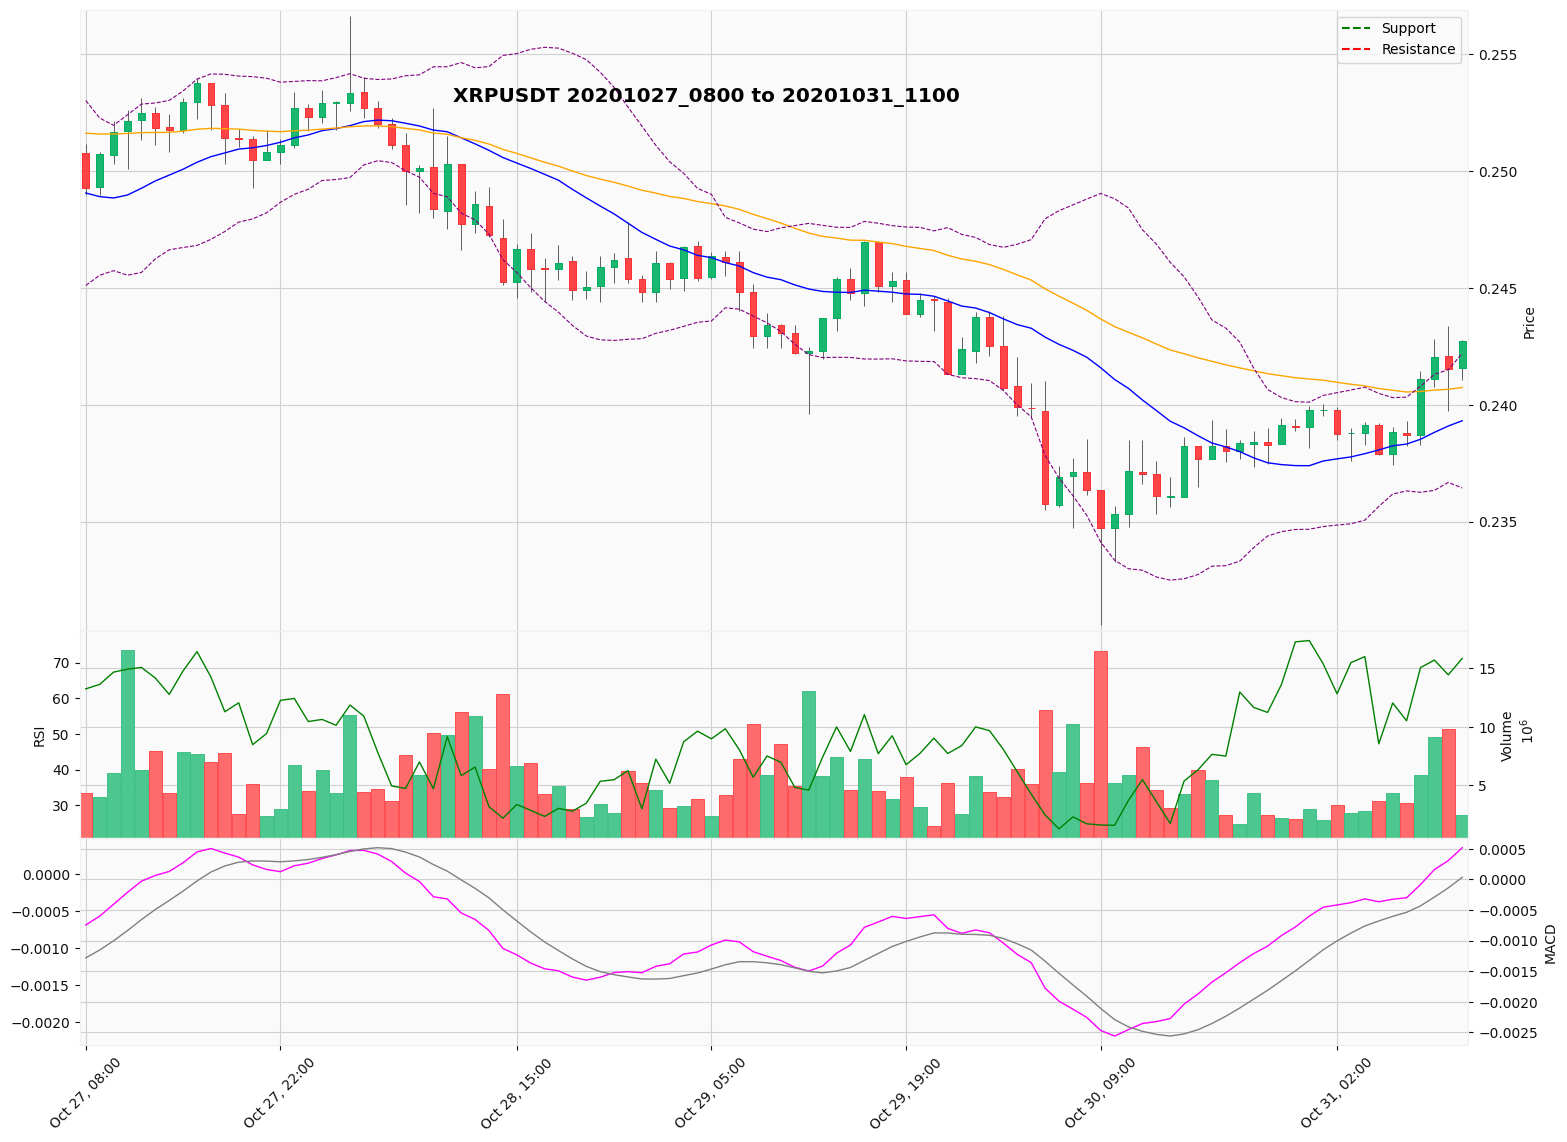 XRPUSDT 20201027_0800 to 20201031_1100
Support
Resistance
0.255
0.250
0.245
0.240
0.235
Price
70
60
50
40
30
RSI
15
10
5
Volume
10^6
0.0000
−0.0005
−0.0010
−0.0015
−0.0020
0.0005
0.0000
−0.0005
−0.0010
−0.0015
−0.0020
−0.0025
MACD
Oct 27, 08:00
Oct 27, 22:00
Oct 28, 15:00
Oct 29, 05:00
Oct 29, 19:00
Oct 30, 09:00
Oct 31, 02:00